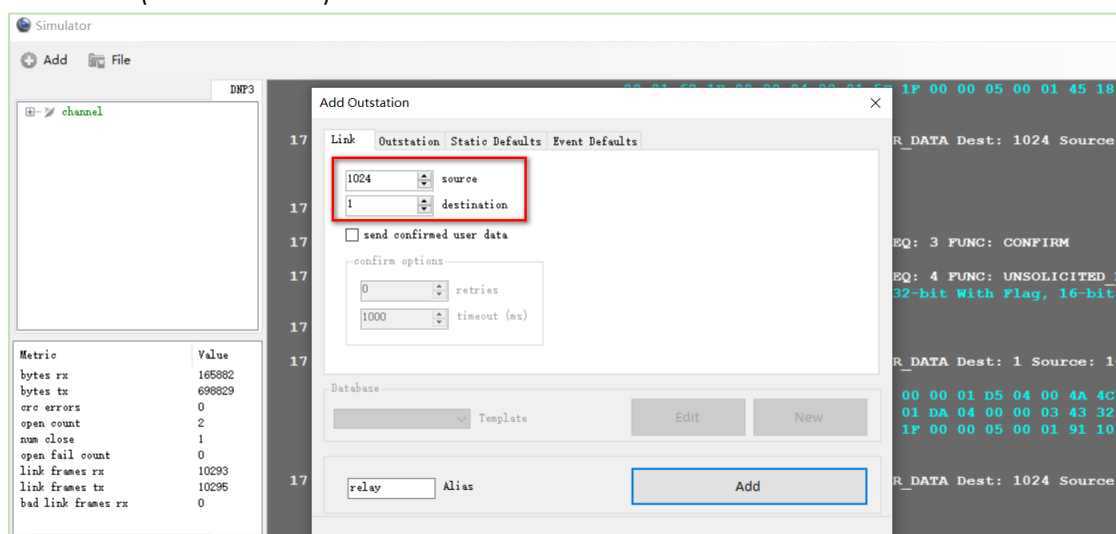 Simulator
Add File
DNP3
channel
Add Outstation
1F 00 00 05 00 01 45 18
17 Link Outstation Static Defaults Event Defaults R_DATA Dest: 1024 Source
1024 source
1 destination
17
send confirmed user data
17 EQ: 3 FUNC: CONFIRM
confirm options
17 EQ: 4 FUNC: UNSOLICITED
0 retries 32-bit With Flag, 16-bit
1000 timeout (ms)
17
Metric Value
17 R_DATA Dest: 1 Source: 1
bytes rx 165882
bytes tx 698829
Database
00 00 01 D5 04 00 4A 4C
crc errors 0
Template Edit New
01 DA 04 00 00 03 43 32
open count 2
1F 00 00 05 00 01 91 10
num close 1
open fail count 0
link frames rx 10293
17 R_DATA Dest: 1024 Source
link frames tx 10295
relay Alias Add
bad link frames rx 0